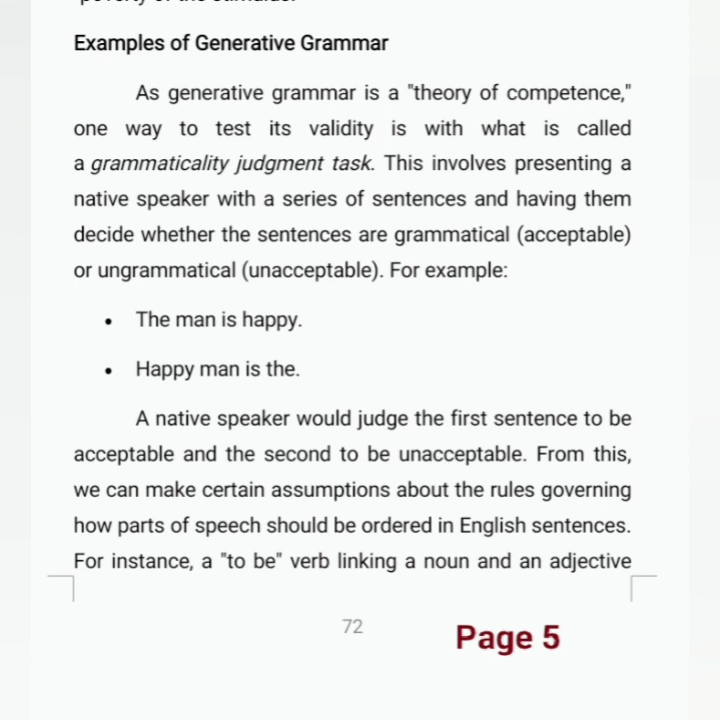 Examples of Generative Grammar
As generative grammar is a "theory of competence,"
one way to test its validity is with what is called
a grammaticality judgment task. This involves presenting a
native speaker with a series of sentences and having them
decide whether the sentences are grammatical (acceptable)
or ungrammatical (unacceptable). For example:
• The man is happy.
• Happy man is the.
A native speaker would judge the first sentence to be
acceptable and the second to be unacceptable. From this,
we can make certain assumptions about the rules governing
how parts of speech should be ordered in English sentences.
For instance, a "to be" verb linking a noun and an adjective
72
Page 5